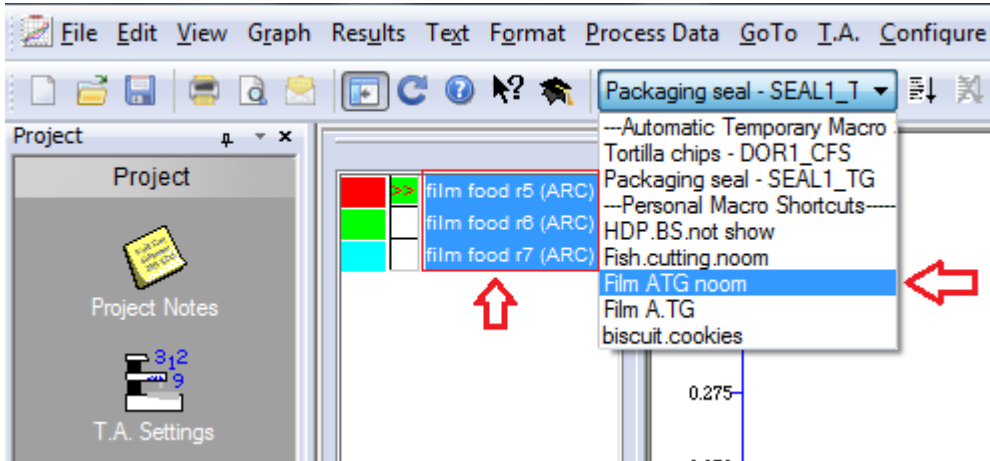 File Edit View Graph Results Text Format Process Data GoTo T.A. Configure
Packaging seal - SEAL1_T
Project
Project
Project Notes
T.A. Settings
>> film food r5 (ARC)
film food r6 (ARC)
film food r7 (ARC)
---Automatic Temporary Macro
Tortilla chips - DOR1_CFS
Packaging seal - SEAL1_TG
---Personal Macro Shortcuts-----
HDP.BS.not show
Fish.cutting.noom
Film ATG noom
Film A.TG
biscuit.cookies
0.275